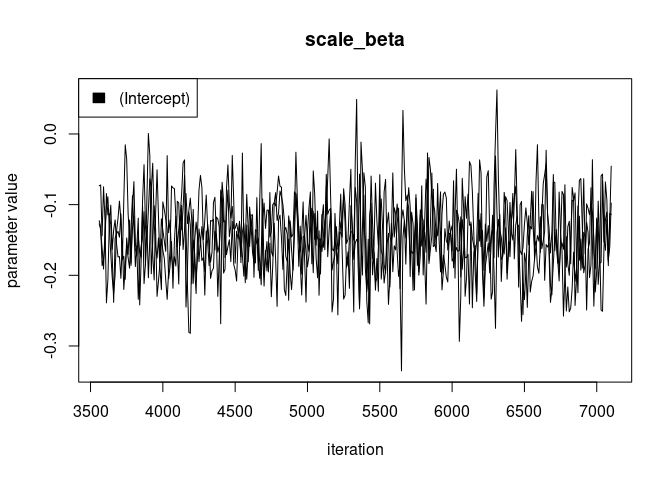 scale_beta
(Intercept)
parameter value
0.0
-0.1
-0.2
-0.3
3500 4000 4500 5000 5500 6000 6500 7000
iteration